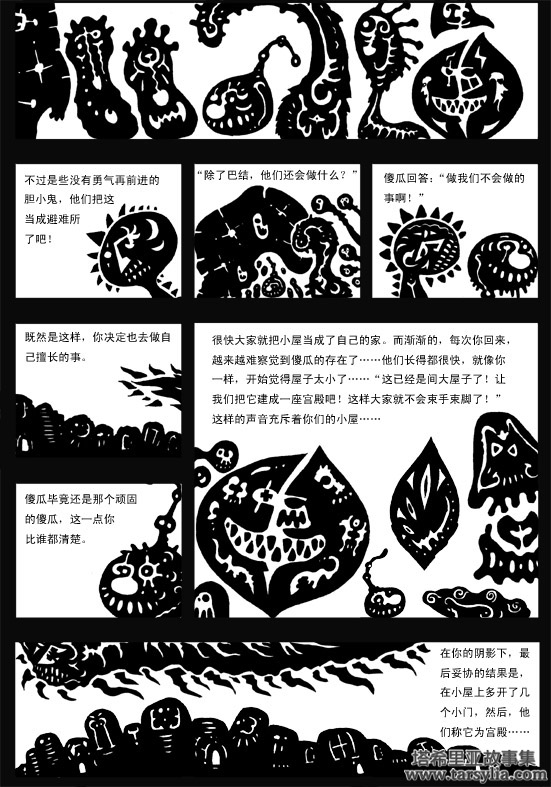 不过是些没有勇气再前进的
胆小鬼，他们把这
当成避难所
了吧！
“除了巴结，他们还会做什么？”
傻瓜回答：“做我们不会做的
事啊！”
既然是这样，你决定也去做自
己擅长的事。
很快大家就把小屋当成了自己的家。而渐渐的，每次你回来，
越来越难察觉到傻瓜的存在了……他们长得都很快，就像你
一样，开始觉得屋子太小了……“这已经是间大屋子了！让
我们把它建成一座宫殿吧！这样大家就不会束手束脚了！”
这样的声音充斥着你们的小屋……
傻瓜毕竟还是那个顽固
的傻瓜，这一点你
比谁都清楚。
在你的阴影下，最
后妥协的结果是，
在小屋上多开了几
个小门，然后，他
们称它为宫殿……
塔希里亚故事集
www.tarsylia.com